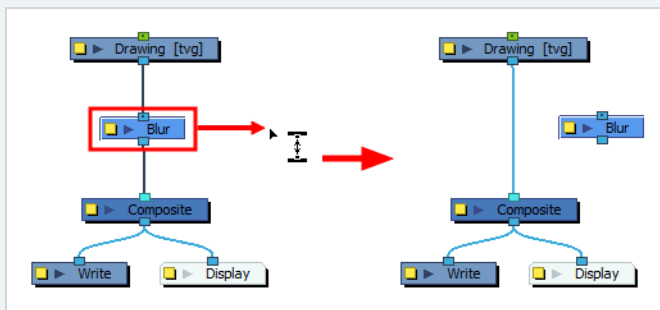 Drawing [tvg]
Blur
Composite
Write
Display
Drawing [tvg]
Blur
Composite
Write
Display